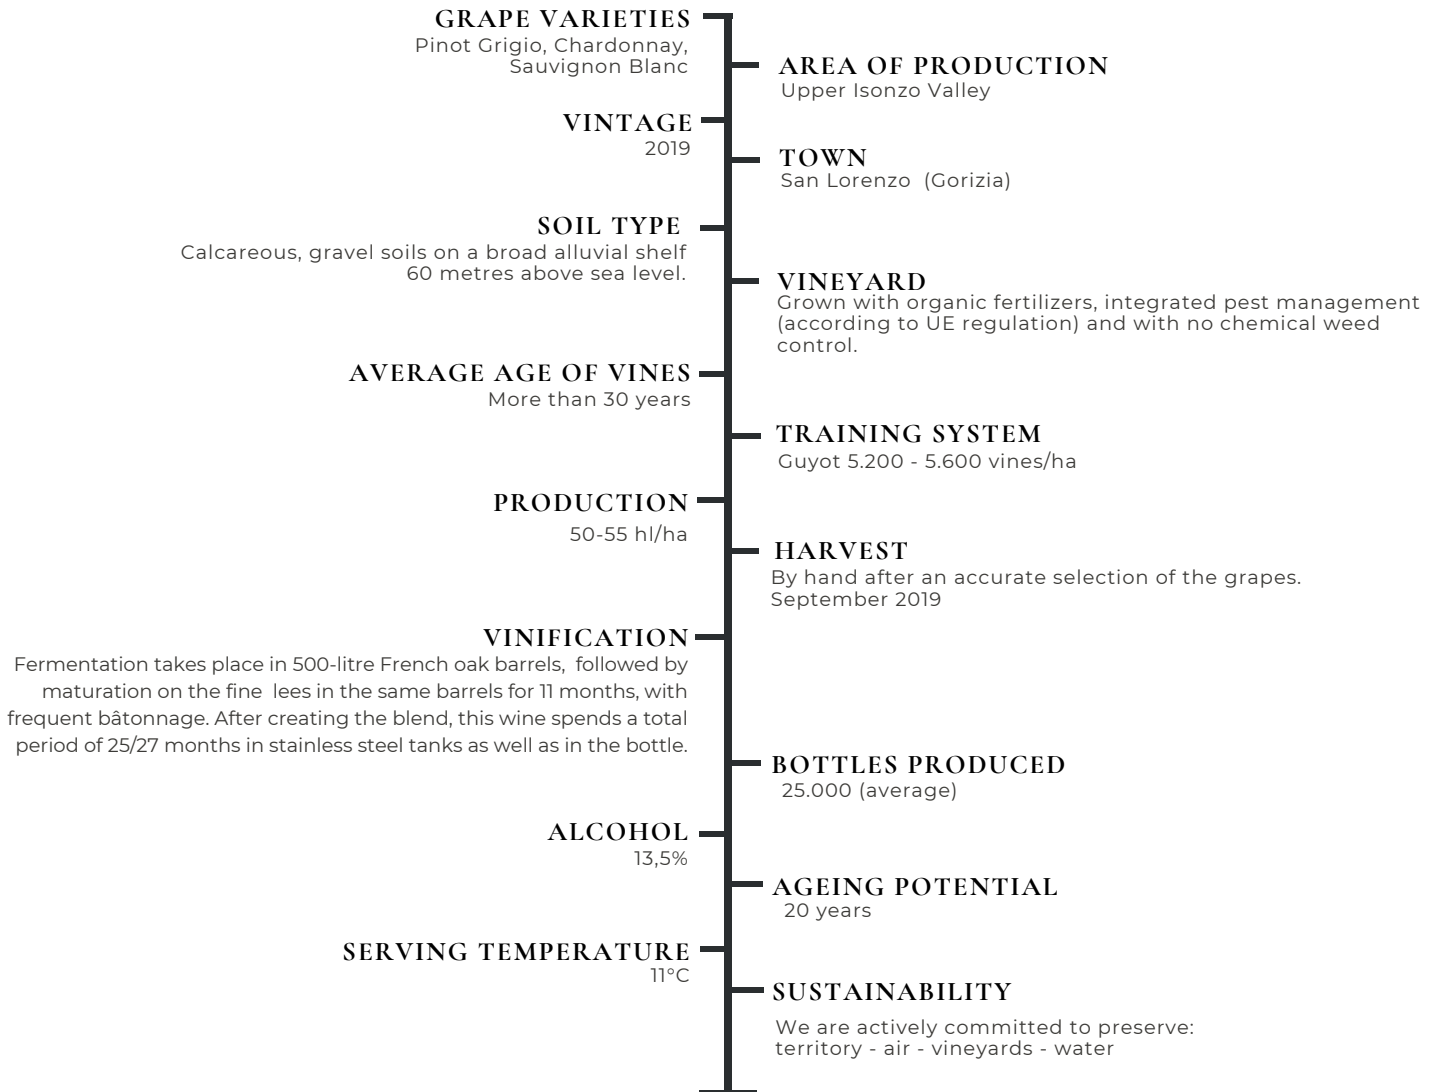 GRAPE VARIETIES
Pinot Grigio, Chardonnay,
Sauvignon Blanc
AREA OF PRODUCTION
Upper Isonzo Valley
VINTAGE
2019
TOWN
San Lorenzo (Gorizia)
SOIL TYPE
Calcareous, gravel soils on a broad alluvial shelf
60 metres above sea level.
VINEYARD
Grown with organic fertilizers, integrated pest management
(according to UE regulation) and with no chemical weed
control.
AVERAGE AGE OF VINES
More than 30 years
TRAINING SYSTEM
Guyot 5.200 - 5.600 vines/ha
PRODUCTION
50-55 hl/ha
HARVEST
By hand after an accurate selection of the grapes.
September 2019
VINIFICATION
Fermentation takes place in 500-litre French oak barrels, followed by
maturation on the fine lees in the same barrels for 11 months, with
frequent bâtonnage. After creating the blend, this wine spends a total
period of 25/27 months in stainless steel tanks as well as in the bottle.
BOTTLES PRODUCED
25.000 (average)
ALCOHOL
13,5%
AGEING POTENTIAL
20 years
SERVING TEMPERATURE
11°C
SUSTAINABILITY
We are actively committed to preserve:
territory - air - vineyards - water